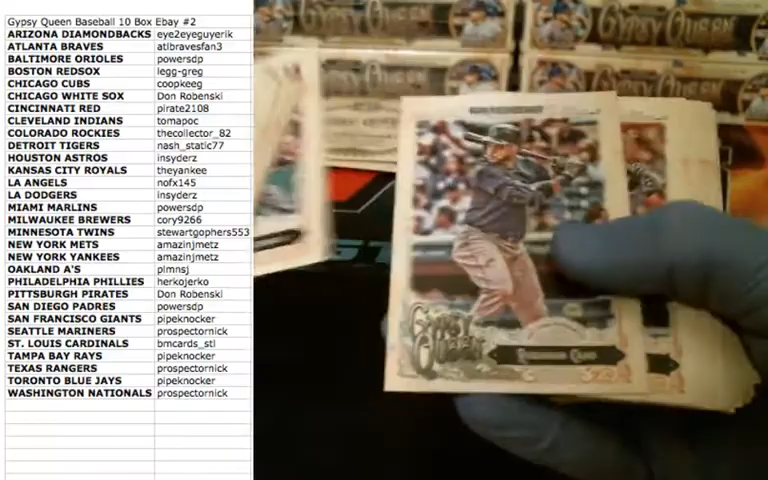 Gypsy Queen Baseball 10 Box Ebay #2
ARIZONA DIAMONDBACKS eye2eyeguyerik
ATLANTA BRAVES atlbravesfan3
BALTIMORE ORIOLES powersdp
BOSTON REDSOX legg-greg
CHICAGO CUBS coopkeeg
CHICAGO WHITE SOX Don Robenski
CINCINNATI RED pirate2108
CLEVELAND INDIANS tomapoc
COLORADO ROCKIES thecollector_82
DETROIT TIGERS nash_static77
HOUSTON ASTROS insyderz
KANSAS CITY ROYALS theyankee
LA ANGELS nofx145
LA DODGERS insyderz
MIAMI MARLINS powersdp
MILWAUKEE BREWERS cory9266
MINNESOTA TWINS stewartgophers553
NEW YORK METS amazinjmetz
NEW YORK YANKEES amazinjmetz
OAKLAND A'S plmnsj
PHILADELPHIA PHILLIES herkojerko
PITTSBURGH PIRATES Don Robenski
SAN DIEGO PADRES powersdp
SAN FRANCISCO GIANTS pipeknocker
SEATTLE MARINERS prospectornick
ST. LOUIS CARDINALS bmcards_stl
TAMPA BAY RAYS pipeknocker
TEXAS RANGERS prospectornick
TORONTO BLUE JAYS pipeknocker
WASHINGTON NATIONALS prospectornick
GYPSY QUEEN
GYPSY QUEEN
GYPSY QUEEN
GYPSY QUEEN
Gypsy Queen